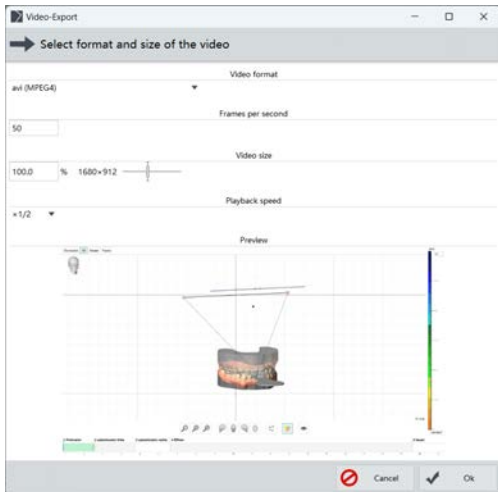 Video-Export
Select format and size of the video
Video format
avi (MPEG4)
Frames per second
50
Video size
100.0 % 1680×912
Playback speed
×1/2
Preview
Cancel
Ok